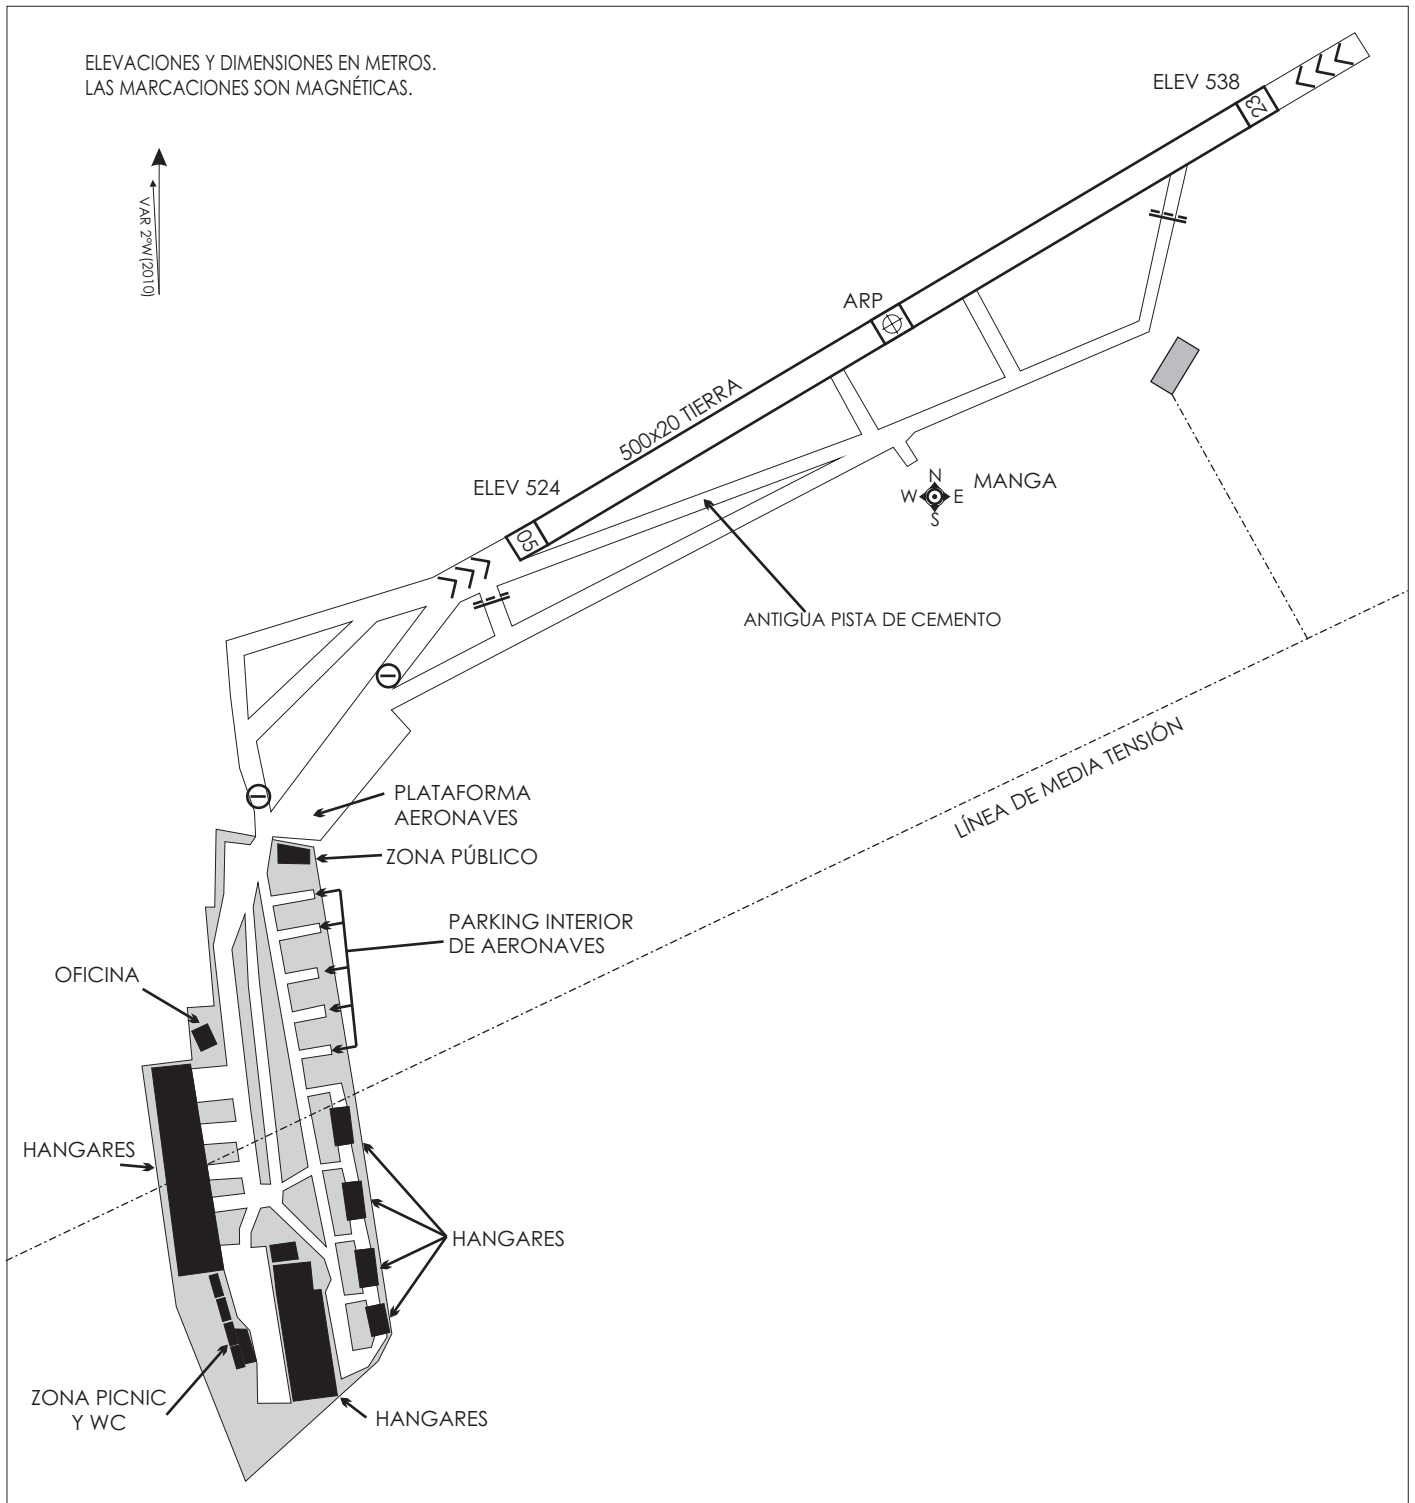 ELEVACIONES Y DIMENSIONES EN METROS.
LAS MARCACIONES SON MAGNÉTICAS.
VAR 2ºW(2010)
ELEV 538
23
ARP
500x20 TIERRA
ELEV 524
05
N
W
E
S
MANGA
ANTIGUA PISTA DE CEMENTO
LÍNEA DE MEDIA TENSIÓN
PLATAFORMA
AERONAVES
ZONA PÚBLICO
PARKING INTERIOR
DE AERONAVES
OFICINA
HANGARES
HANGARES
ZONA PICNIC
Y WC
HANGARES